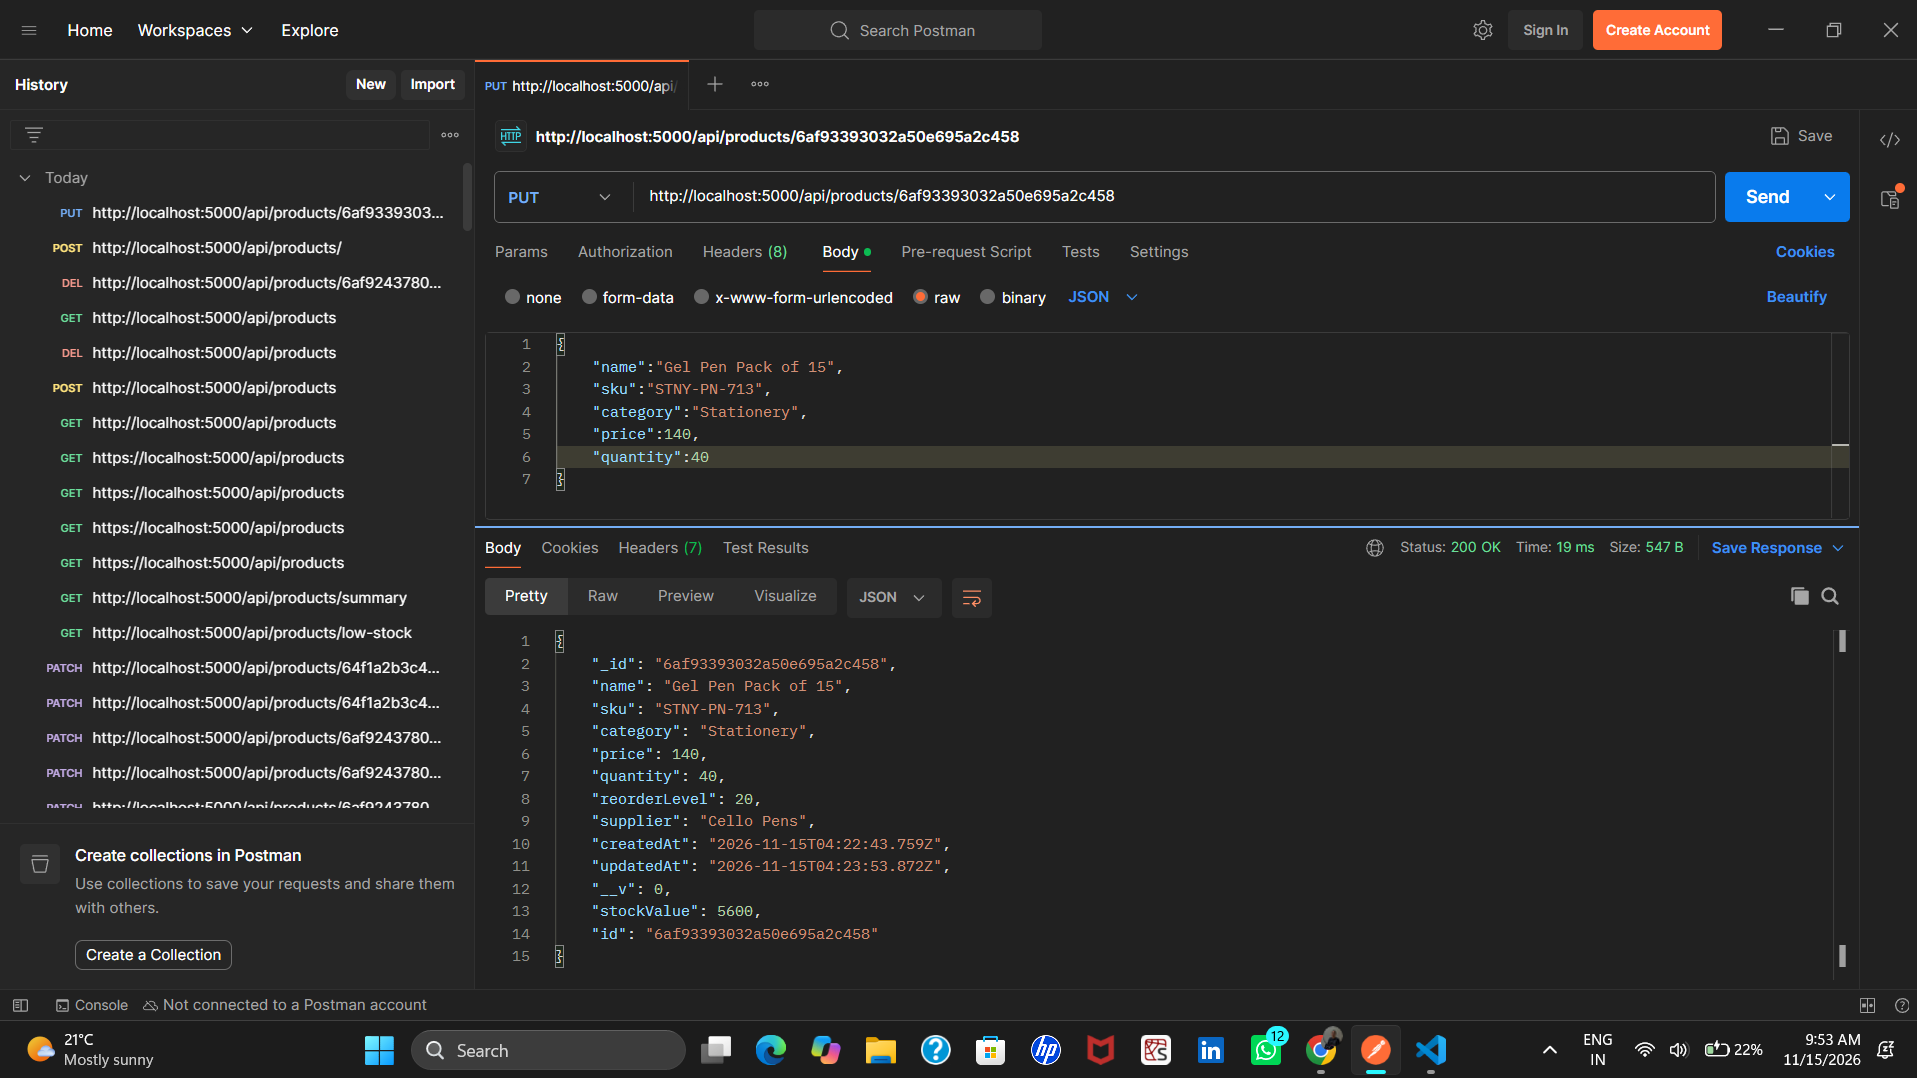 Home Workspaces Explore Search Postman Sign In Create Account
History New Import PUT http://localhost:5000/api/
HTTP http://localhost:5000/api/products/6af93393032a50e695a2c458 Save
Today
PUT http://localhost:5000/api/products/6af9339303...
POST http://localhost:5000/api/products/
DEL http://localhost:5000/api/products/6af9243780...
GET http://localhost:5000/api/products
DEL http://localhost:5000/api/products
POST http://localhost:5000/api/products
GET http://localhost:5000/api/products
GET https://localhost:5000/api/products
GET https://localhost:5000/api/products
GET https://localhost:5000/api/products
GET https://localhost:5000/api/products
GET http://localhost:5000/api/products/summary
GET http://localhost:5000/api/products/low-stock
PATCH http://localhost:5000/api/products/64f1a2b3c4...
PATCH http://localhost:5000/api/products/64f1a2b3c4...
PATCH http://localhost:5000/api/products/6af9243780...
PATCH http://localhost:5000/api/products/6af9243780...
PATCH http://localhost:5000/api/products/6af9243780
Create collections in Postman
Use collections to save your requests and share them
with others.
Create a Collection
PUT http://localhost:5000/api/products/6af93393032a50e695a2c458 Send
Params Authorization Headers (8) Body Pre-request Script Tests Settings Cookies
none form-data x-www-form-urlencoded raw binary JSON Beautify
1 {
2 "name":"Gel Pen Pack of 15",
3 "sku":"STNY-PN-713",
4 "category":"Stationery",
5 "price":140,
6 "quantity":40
7 }
Body Cookies Headers (7) Test Results Status: 200 OK Time: 19 ms Size: 547 B Save Response
Pretty Raw Preview Visualize JSON
1 {
2 "_id": "6af93393032a50e695a2c458",
3 "name": "Gel Pen Pack of 15",
4 "sku": "STNY-PN-713",
5 "category": "Stationery",
6 "price": 140,
7 "quantity": 40,
8 "reorderLevel": 20,
9 "supplier": "Cello Pens",
10 "createdAt": "2026-11-15T04:22:43.759Z",
11 "updatedAt": "2026-11-15T04:23:53.872Z",
12 "__v": 0,
13 "stockValue": 5600,
14 "id": "6af93393032a50e695a2c458"
15 }
Console Not connected to a Postman account
21°C
Mostly sunny
Search
hp
in
12
ENG
IN
22%
9:53 AM
11/15/2026